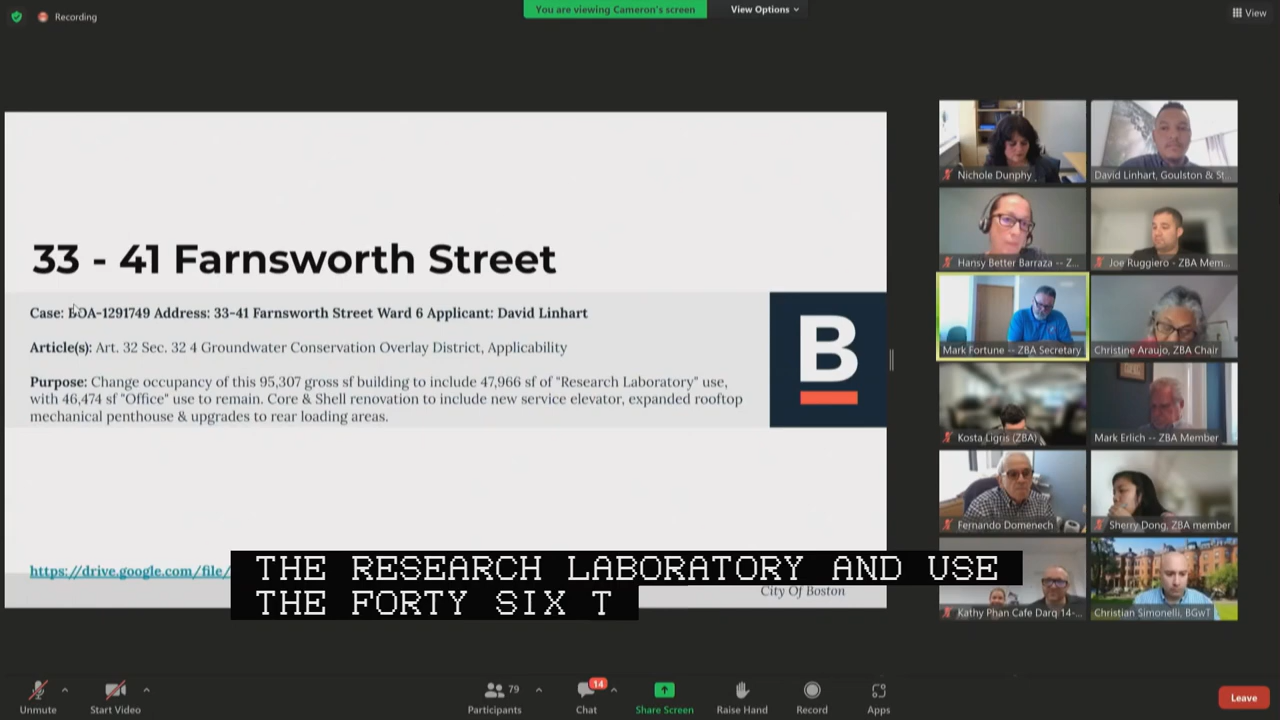 Recording
You are viewing Cameron's screen
View Options
View
33 - 41 Farnsworth Street
Case: BOA-1291749 Address: 33-41 Farnsworth Street Ward 6 Applicant: David Linhart
Article(s): Art. 32 Sec. 32 4 Groundwater Conservation Overlay District, Applicability
Purpose: Change occupancy of this 95,307 gross sf building to include 47,966 sf of "Research Laboratory" use,
with 46,474 sf "Office" use to remain. Core & Shell renovation to include new service elevator, expanded rooftop
mechanical penthouse & upgrades to rear loading areas.
B
https://drive.google.com/file/
City Of Boston
THE RESEARCH LABORATORY AND USE
THE FORTY SIX T
Nichole Dunphy
David Linhart, Goulston & St...
Hansy Better Barraza -- Z...
Joe Ruggiero - ZBA Mem...
Mark Fortune -- ZBA Secretary
Christine Araujo, ZBA Chair
Kosta Ligris (ZBA)
Mark Erlich -- ZBA Member
Fernando Domenech
Sherry Dong, ZBA member
Kathy Phan Cafe Darq 14-...
Christian Simonelli, BGwT
Unmute
Start Video
79
Participants
14
Chat
Share Screen
Raise Hand
Record
Apps
Leave